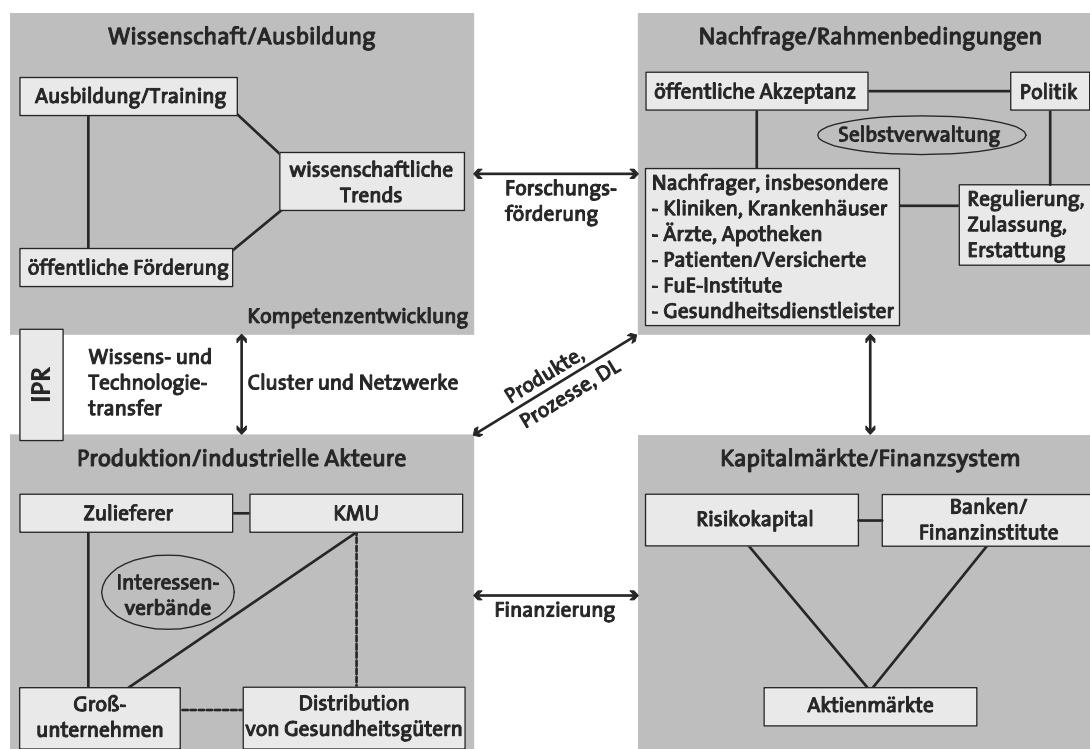 Wissenschaft/Ausbildung
Ausbildung/Training
wissenschaftliche
Trends
öffentliche Förderung
Kompetenzentwicklung
Nachfrage/Rahmenbedingungen
öffentliche Akzeptanz
Politik
Selbstverwaltung
Nachfrager, insbesondere
- Kliniken, Krankenhäuser
- Ärzte, Apotheken
- Patienten/Versicherte
- FuE-Institute
- Gesundheitsdienstleister
Regulierung,
Zulassung,
Erstattung
Forschungs-
förderung
IPR
Wissens- und
Technologie-
transfer
Cluster und Netzwerke
Produkte,
Prozesse, DL
Produktion/industrielle Akteure
Zulieferer
KMU
Interessen-
verbände
Groß-
unternehmen
Distribution
von Gesundheitsgütern
Finanzierung
Kapitalmärkte/Finanzsystem
Risikokapital
Banken/
Finanzinstitute
Aktienmärkte